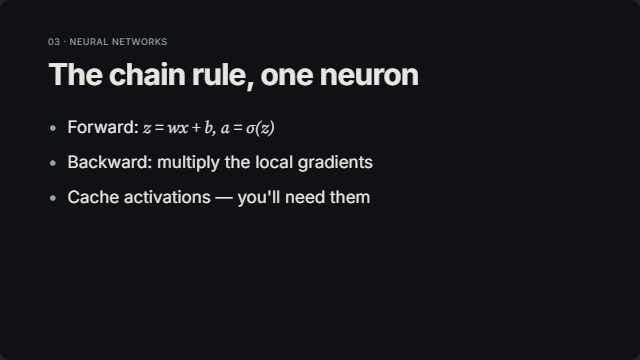 03 · NEURAL NETWORKS
The chain rule, one neuron
• Forward: z = wx + b, a = σ(z)
• Backward: multiply the local gradients
• Cache activations — you'll need them